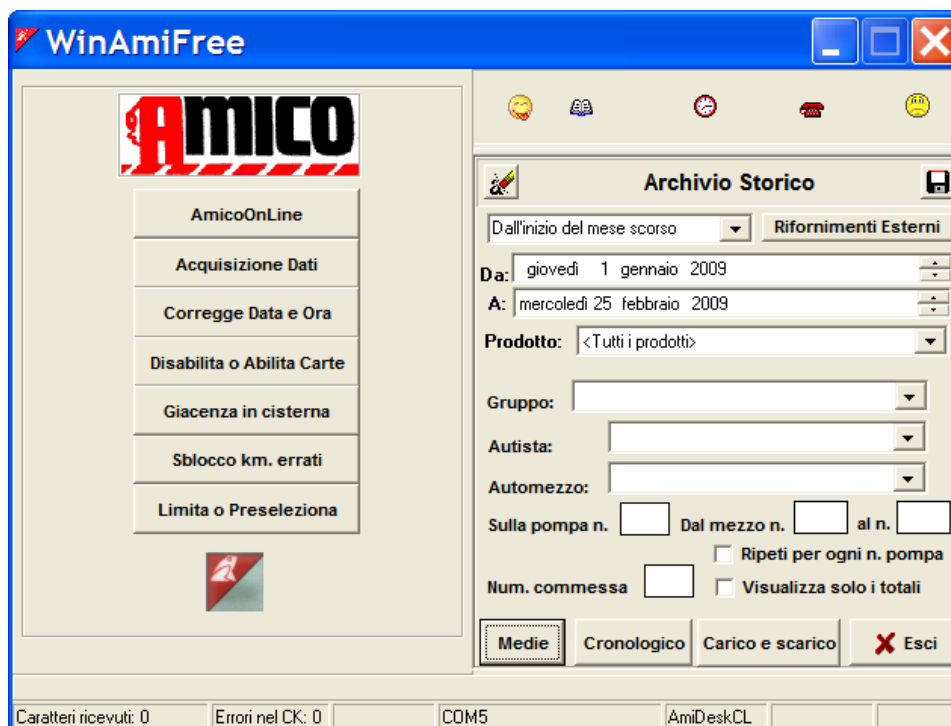 WinAmiFree
AMICO
AmicoOnLine
Acquisizione Dati
Corregge Data e Ora
Disabilita o Abilita Carte
Giacenza in cisterna
Sblocco km. errati
Limita o Preseleziona
Archivio Storico
Dall'inizio del mese scorso
Rifornimenti Esterni
Da: giovedì 1 gennaio 2009
A: mercoledì 25 febbraio 2009
Prodotto: <Tutti i prodotti>
Gruppo:
Autista:
Automezzo:
Sulla pompa n. Dal mezzo n. al n.
Ripeti per ogni n. pompa
Num. commessa Visualizza solo i totali
Medie Cronologico Carico e scarico Esci
Caratteri ricevuti: 0 Errori nel CK: 0 COM5 AmiDeskCL